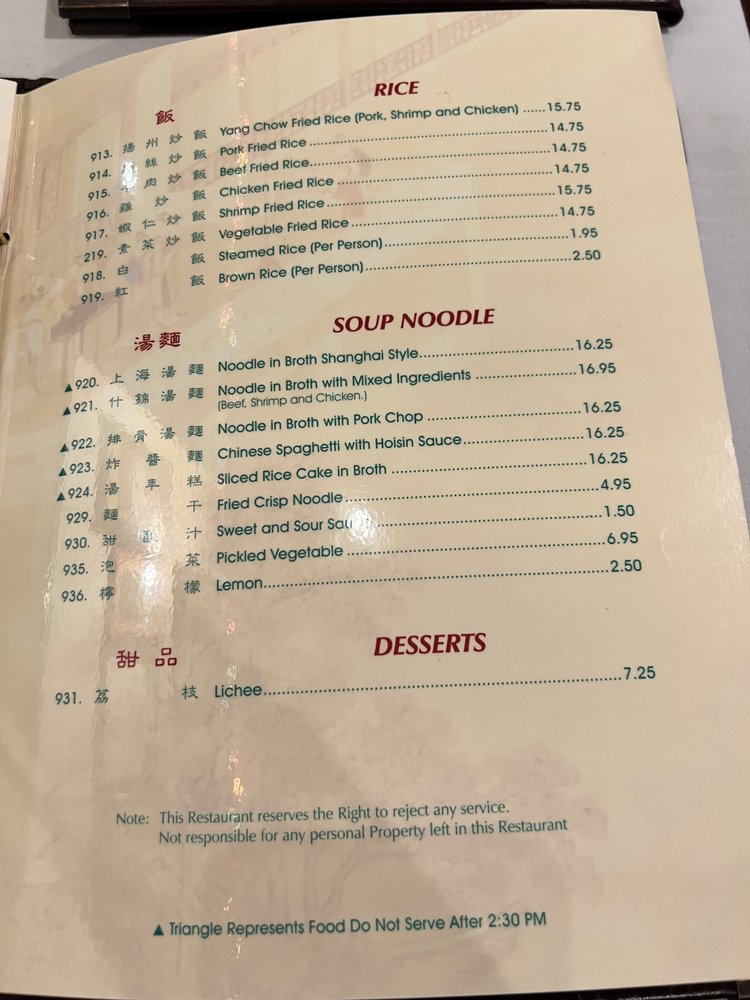 飯 RICE
913. 揚州炒飯 Yang Chow Fried Rice (Pork, Shrimp and Chicken) ......15.75
914. 絲炒飯 Pork Fried Rice ......14.75
915. 牛肉炒飯 Beef Fried Rice......14.75
916. 雞炒飯 Chicken Fried Rice ......14.75
917. 蝦仁炒飯 Shrimp Fried Rice ......15.75
219. 素菜炒飯 Vegetable Fried Rice ......14.75
918. 白飯 Steamed Rice (Per Person)......1.95
919. 紅飯 Brown Rice (Per Person)......2.50
湯麵 SOUP NOODLE
▲920. 上海湯麵 Noodle in Broth Shanghai Style......16.25
▲921. 什錦湯麵 Noodle in Broth with Mixed Ingredients ......16.95
(Beef, Shrimp and Chicken.)
▲922. 排骨湯麵 Noodle in Broth with Pork Chop ......16.25
▲923. 炸醬麵 Chinese Spaghetti with Hoisin Sauce......16.25
▲924. 湯年糕 Sliced Rice Cake in Broth ......16.25
929. 麵干 Fried Crisp Noodle......4.95
930. 甜酸汁 Sweet and Sour Sauce ......1.50
935. 泡菜 Pickled Vegetable ......6.95
936. 檸檬 Lemon......2.50
甜品 DESSERTS
931. 荔枝 Lichee......7.25
Note: This Restaurant reserves the Right to reject any service.
Not responsible for any personal Property left in this Restaurant
▲ Triangle Represents Food Do Not Serve After 2:30 PM